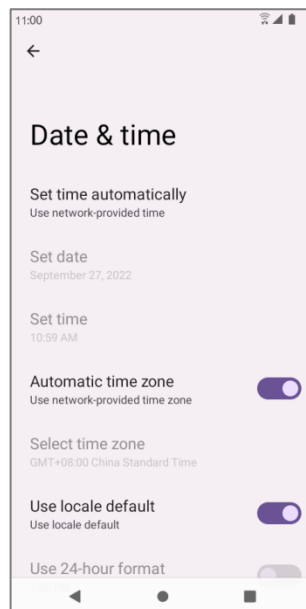 11:00
Date & time
Set time automatically
Use network-provided time
Set date
September 27, 2022
Set time
10:59 AM
Automatic time zone
Use network-provided time zone
Select time zone
GMT+08:00 China Standard Time
Use locale default
Use locale default
Use 24-hour format